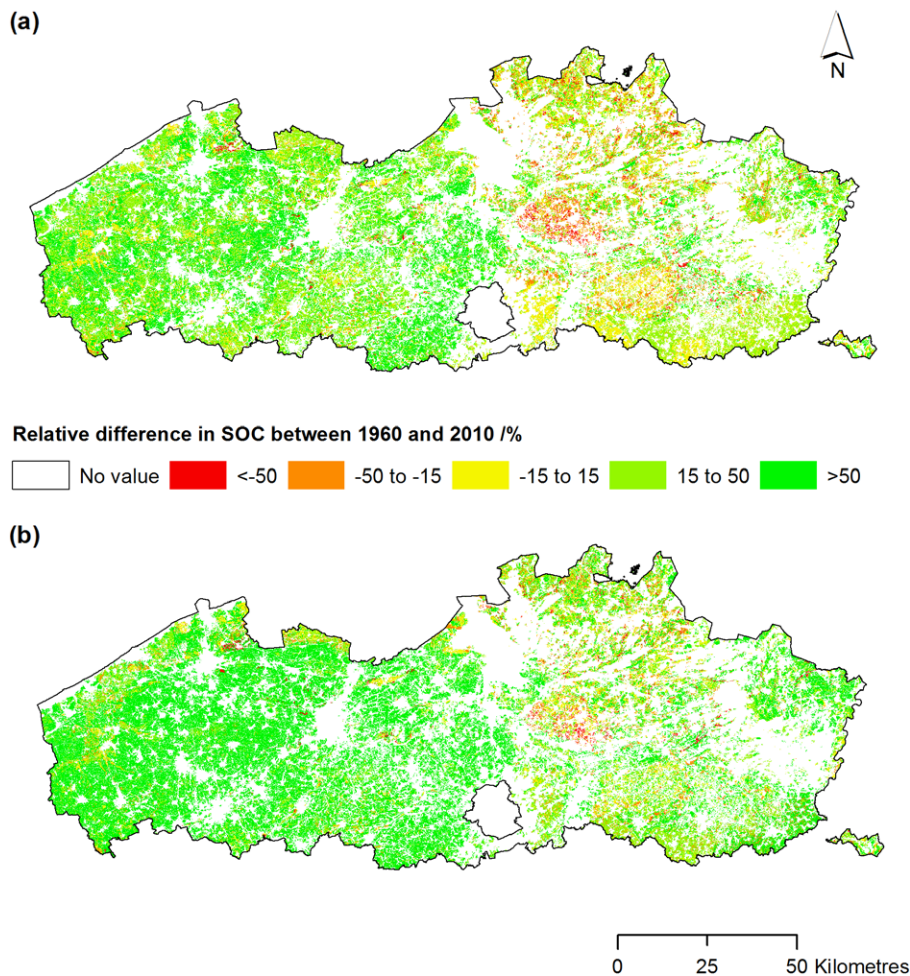 (a)
N
Relative difference in SOC between 1960 and 2010 /%
No value <-50 -50 to -15 -15 to 15 15 to 50 >50
(b)
0 25 50 Kilometres